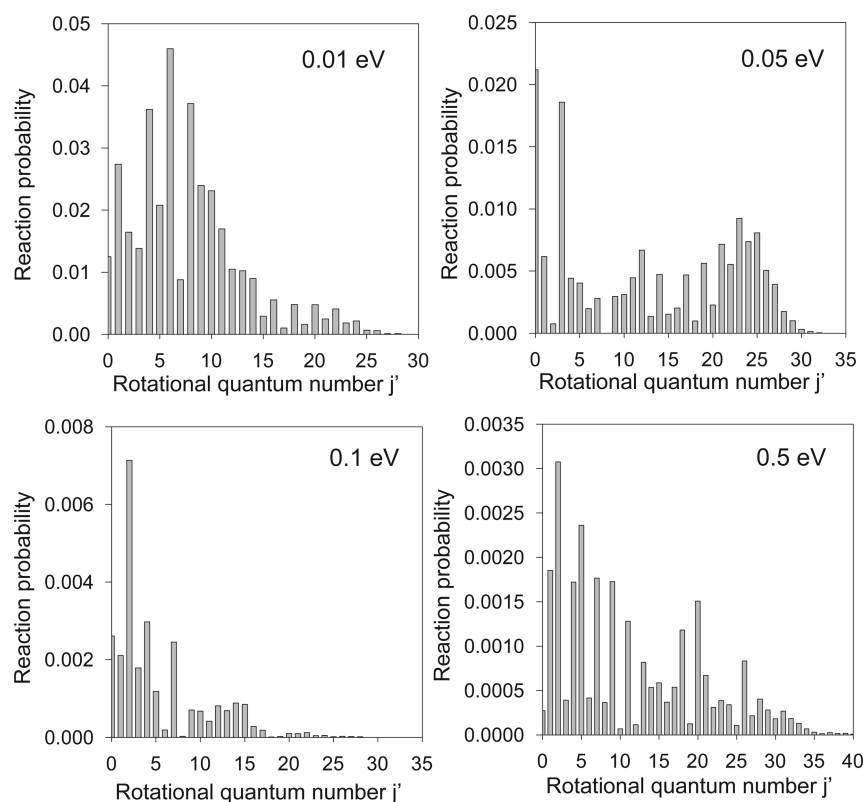 0.01 eV
Reaction probability
0.05
0.04
0.03
0.02
0.01
0.00
0 5 10 15 20 25 30
Rotational quantum number j’
0.05 eV
Reaction probability
0.025
0.020
0.015
0.010
0.005
0.000
0 5 10 15 20 25 30 35
Rotational quantum number j’
0.1 eV
Reaction probability
0.008
0.006
0.004
0.002
0.000
0 5 10 15 20 25 30 35
Rotational quantum number j’
0.5 eV
Reaction probability
0.0035
0.0030
0.0025
0.0020
0.0015
0.0010
0.0005
0.0000
0 5 10 15 20 25 30 35 40
Rotational quantum number j’